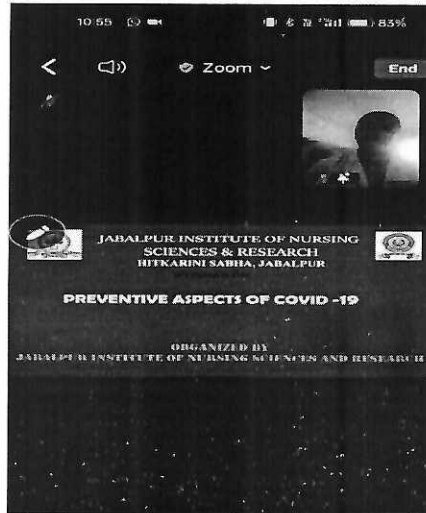 10:55 83%
Zoom End
JABALPUR INSTITUTE OF NURSING
SCIENCES & RESEARCH
HITKARINI SABHA, JABALPUR
PREVENTIVE ASPECTS OF COVID -19
ORGANIZED BY
JABALPUR INSTITUTE OF NURSING SCIENCES AND RESEARCH